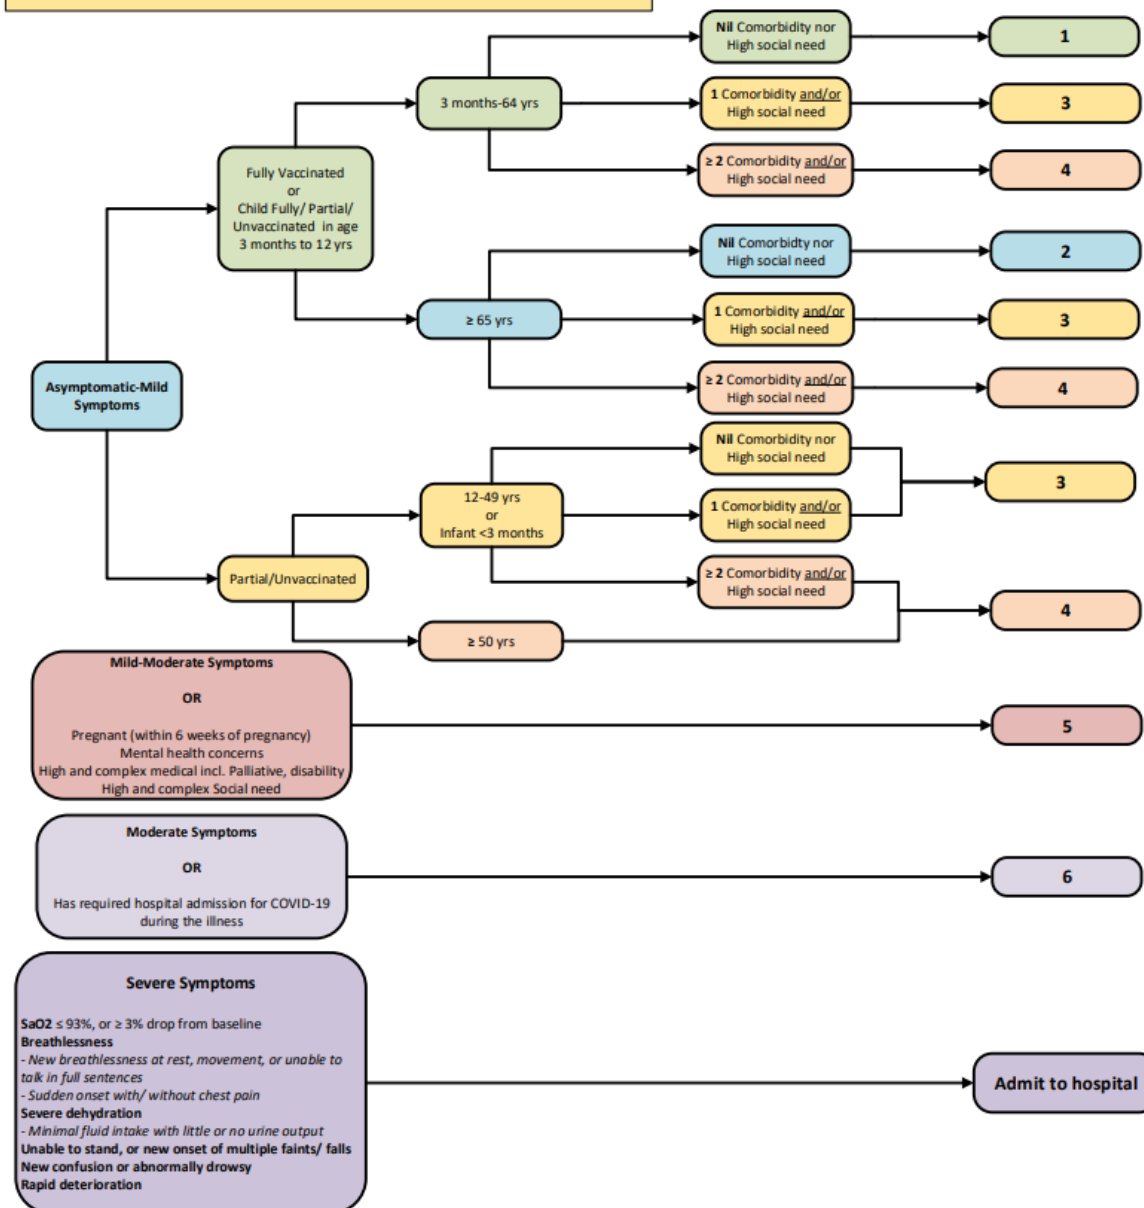 Nil Comorbidity nor
High social need
1
3 months-64 yrs
1 Comorbidity and/or
High social need
3
≥ 2 Comorbidity and/or
High social need
4
Fully Vaccinated
or
Child Fully/ Partial/
Unvaccinated in age
3 months to 12 yrs
Nil Comorbidty nor
High social need
2
≥ 65 yrs
1 Comorbidity and/or
High social need
3
≥ 2 Comorbidity and/or
High social need
4
Asymptomatic-Mild
Symptoms
Nil Comorbidity nor
High social need
12-49 yrs
or
Infant <3 months
1 Comorbidity and/or
High social need
3
Partial/Unvaccinated
≥ 2 Comorbidity and/or
High social need
≥ 50 yrs
4
Mild-Moderate Symptoms
OR
Pregnant (within 6 weeks of pregnancy)
Mental health concerns
High and complex medical incl. Palliative, disability
High and complex Social need
5
Moderate Symptoms
OR
Has required hospital admission for COVID-19
during the illness
6
Severe Symptoms
SaO2 ≤ 93%, or ≥ 3% drop from baseline
Breathlessness
- New breathlessness at rest, movement, or unable to
talk in full sentences
- Sudden onset with/ without chest pain
Severe dehydration
- Minimal fluid intake with little or no urine output
Unable to stand, or new onset of multiple faints/ falls
New confusion or abnormally drowsy
Rapid deterioration
Admit to hospital